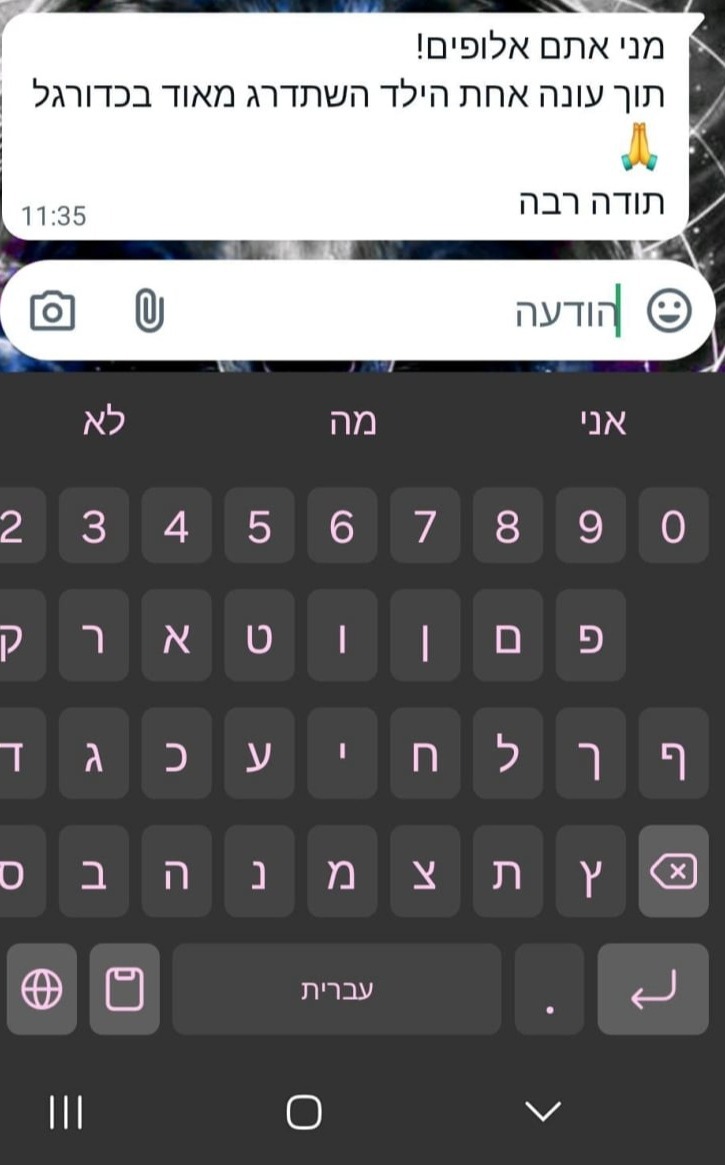 מני אתם אלופים!
תוך עונה אחת הילד השתדרג מאוד בכדורגל
🙏
תודה רבה
11:35
הודעה
אני מה לא
2 3 4 5 6 7 8 9 0
ק ר א ט ו ן ם פ
ד ג כ ע י ח ל ך ף
ס ב ה נ מ צ ת ץ
עברית .